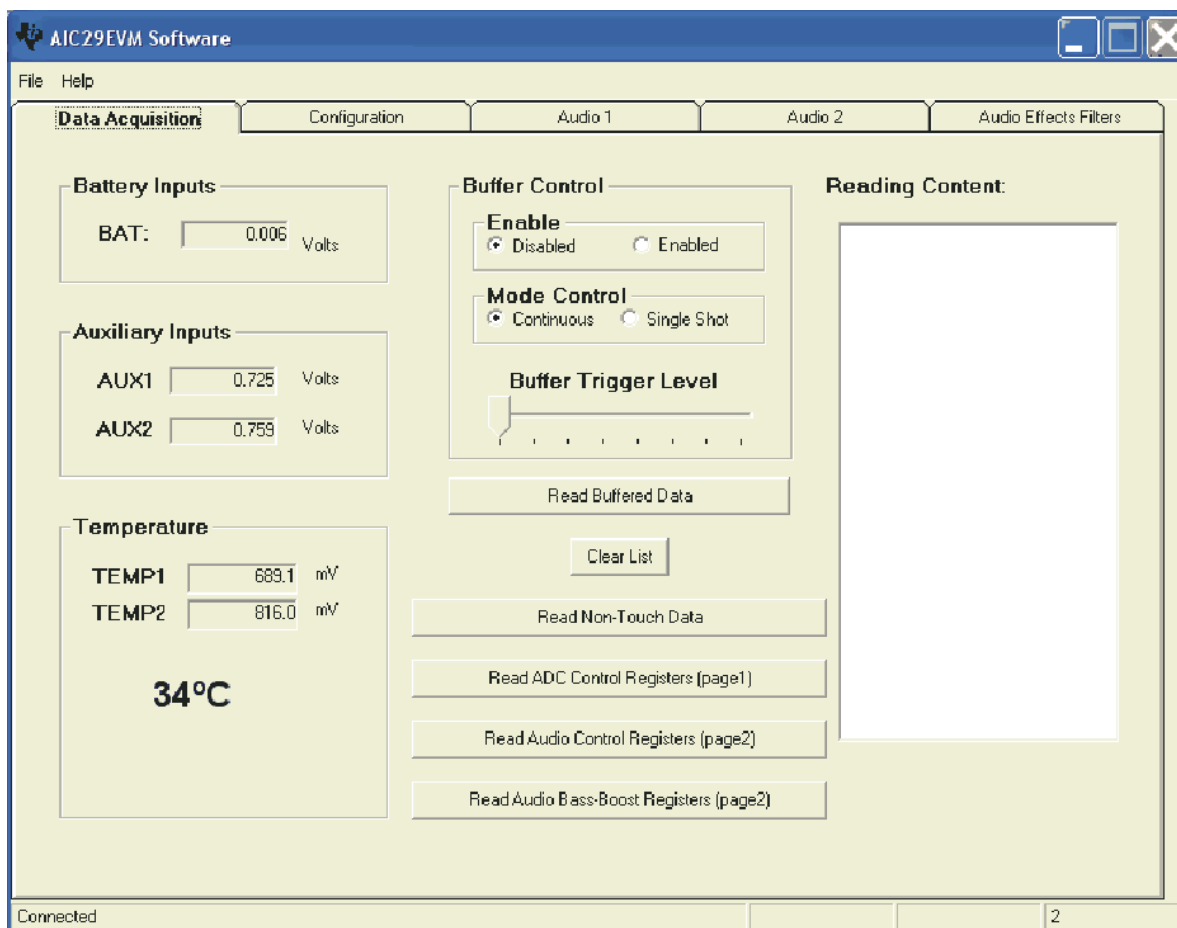 AIC29EVM Software
File Help
Data Acquisition Configuration Audio 1 Audio 2 Audio Effects Filters
Battery Inputs
BAT: 0.006 Volts
Auxiliary Inputs
AUX1 0.725 Volts
AUX2 0.759 Volts
Temperature
TEMP1 689.1 mV
TEMP2 816.0 mV
34ºC
Buffer Control
Enable
Disabled Enabled
Mode Control
Continuous Single Shot
Buffer Trigger Level
Read Buffered Data
Clear List
Read Non-Touch Data
Read ADC Control Registers (page1)
Read Audio Control Registers (page2)
Read Audio Bass-Boost Registers (page2)
Reading Content:
Connected 2